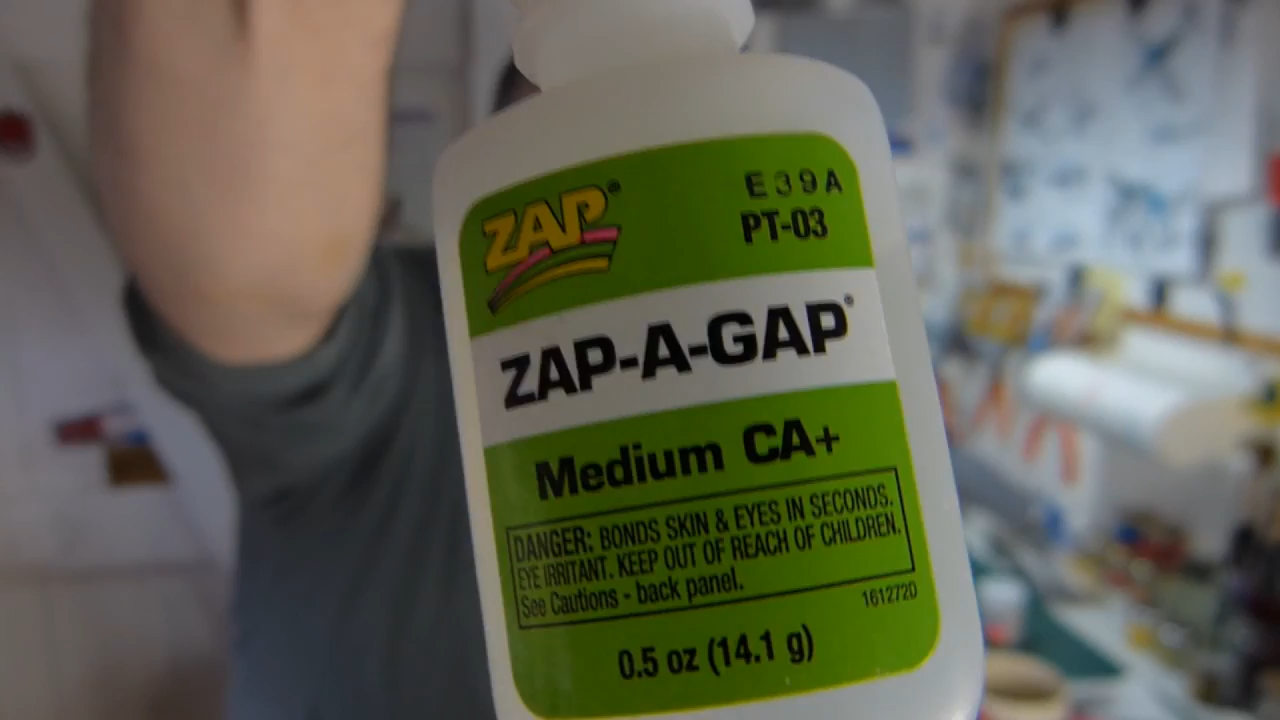 ZAP®
E39A
PT-03
ZAP-A-GAP®
Medium CA+
DANGER: BONDS SKIN & EYES IN SECONDS.
EYE IRRITANT. KEEP OUT OF REACH OF CHILDREN.
See Cautions - back panel.
161272D
0.5 oz (14.1 g)